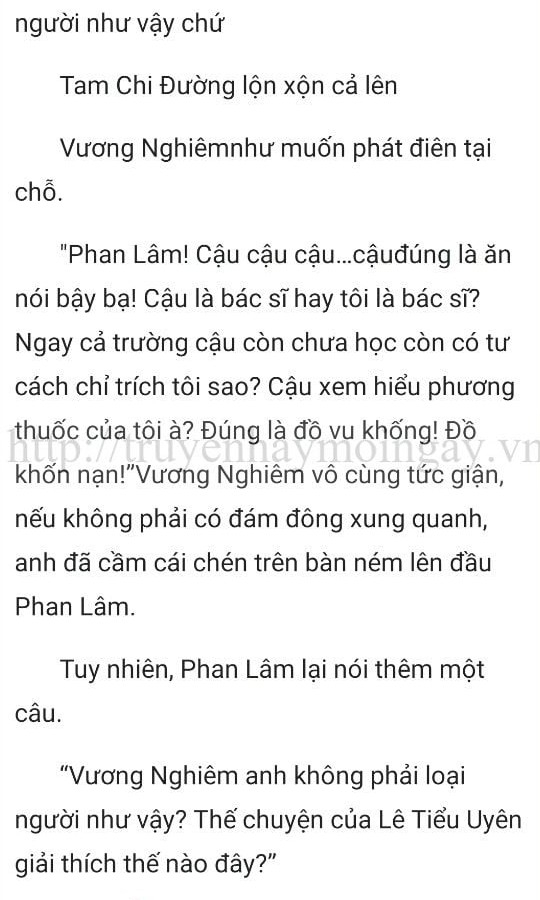 người như vậy chứ
Tam Chi Đường lộn xộn cả lên
Vương Nghiêmnhư muốn phát điên tại
chỗ.
"Phan Lâm! Cậu cậu cậu...cậuđúng là ăn
nói bậy bạ! Cậu là bác sĩ hay tôi là bác sĩ?
Ngay cả trường cậu còn chưa học còn có tư
cách chỉ trích tôi sao? Cậu xem hiểu phương
thuốc của tôi à? Đúng là đồ vu khống! Đồ
http://truyenhaymoingay.vn
khốn nạn!”Vương Nghiêm vô cùng tức giận,
nếu không phải có đám đông xung quanh,
anh đã cầm cái chén trên bàn ném lên đầu
Phan Lâm.
Tuy nhiên, Phan Lâm lại nói thêm một
câu.
“Vương Nghiêm anh không phải loại
người như vậy? Thế chuyện của Lê Tiểu Uyên
giải thích thế nào đây?”